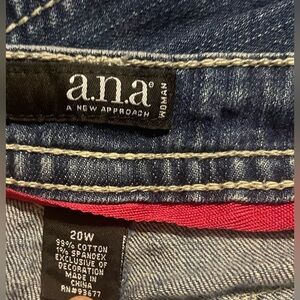 a.n.a®
A NEW APPROACH
WOMAN
20W
99% COTTON
1% SPANDEX
EXCLUSIVE OF
DECORATION
MADE IN
CHINA
RN#93677